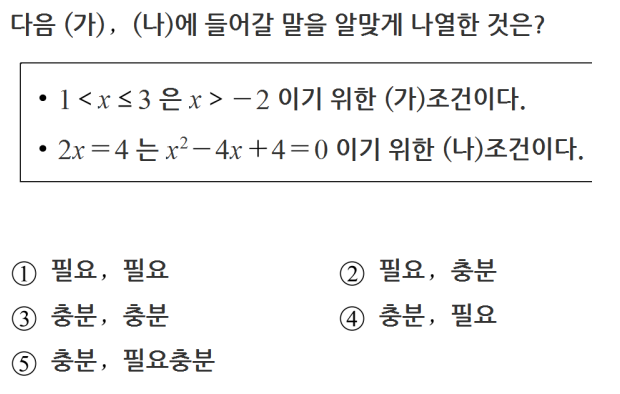 다음 (가), (나)에 들어갈 말을 알맞게 나열한 것은?
• 1 < x ≤ 3 은 x > −2 이기 위한 (가)조건이다.
• 2x = 4 는 x² − 4x + 4 = 0 이기 위한 (나)조건이다.
① 필요, 필요 ② 필요, 충분
③ 충분, 충분 ④ 충분, 필요
⑤ 충분, 필요충분